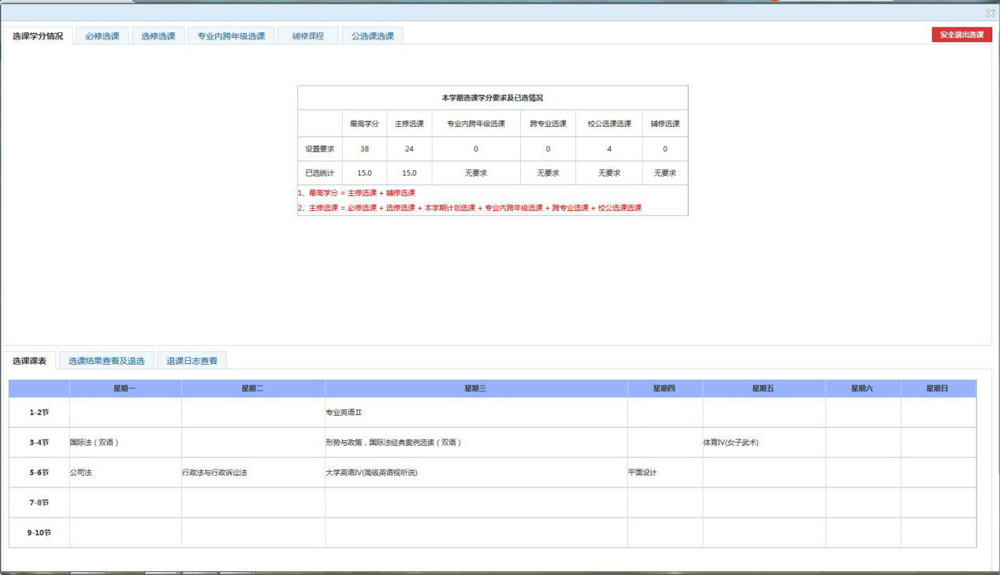 选课学分情况 必修选课 选修选课 专业内跨年级选课 辅修课程 公选课选课 安全退出选课
本学期选课学分要求及已选情况
最高学分 主修选课 专业内跨年级选课 跨专业选课 校公选课选课 辅修选课
设置要求 38 24 0 0 4 0
已选统计 15.0 15.0 无要求 无要求 无要求 无要求
1、最高学分 = 主修选课 + 辅修选课
2、主修选课 = 必修选课 + 选修选课 + 本学期计划选课 + 专业内跨年级选课 + 跨专业选课 + 校公选课选课
选课课表 选课结果查看及退选 退课日志查看
星期一 星期二 星期三 星期四 星期五 星期六 星期日
1-2节 专业英语II
3-4节 国际法（双语） 形势与政策，国际法经典案例选读（双语） 体育IV(女子武术)
5-6节 公司法 行政法与行政诉讼法 大学英语IV(高级英语视听说) 平面设计
7-8节
9-10节